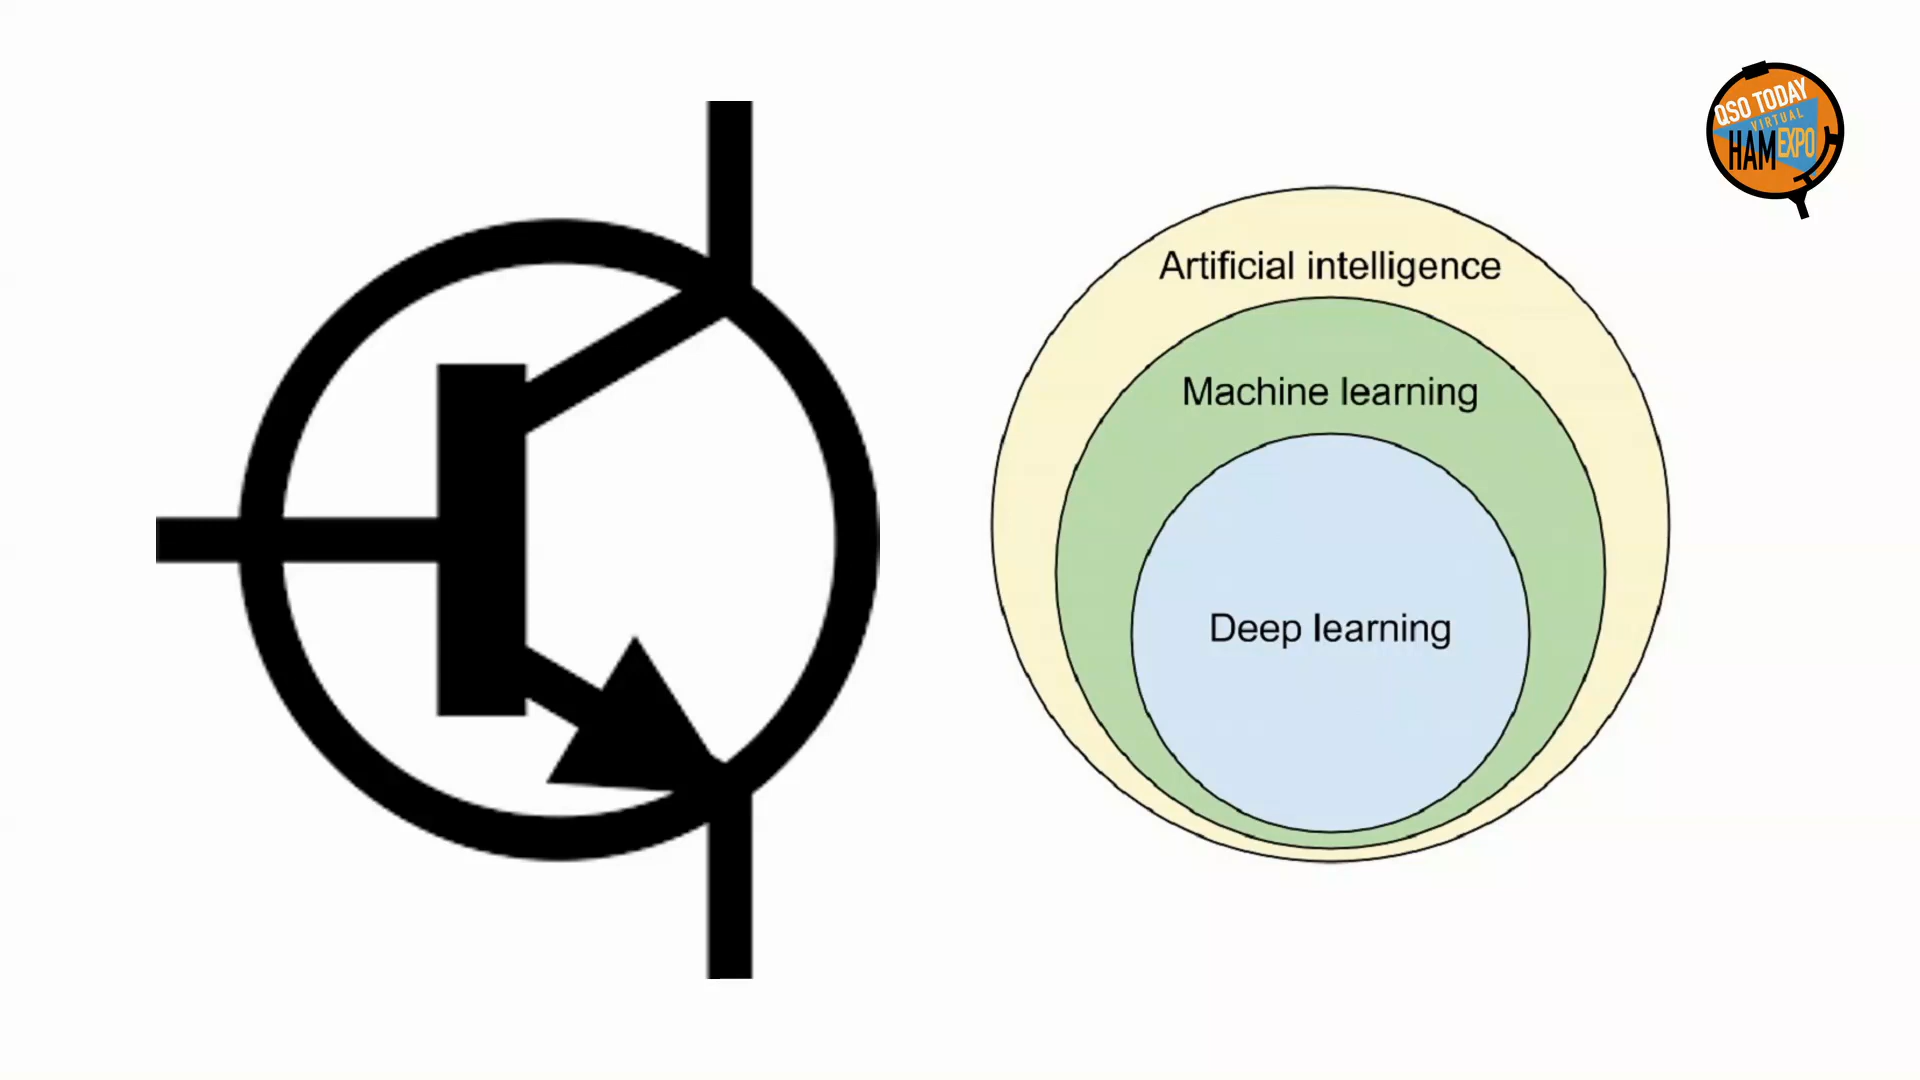 QSO TODAY
VIRTUAL
HAM EXPO
Artificial intelligence
Machine learning
Deep learning